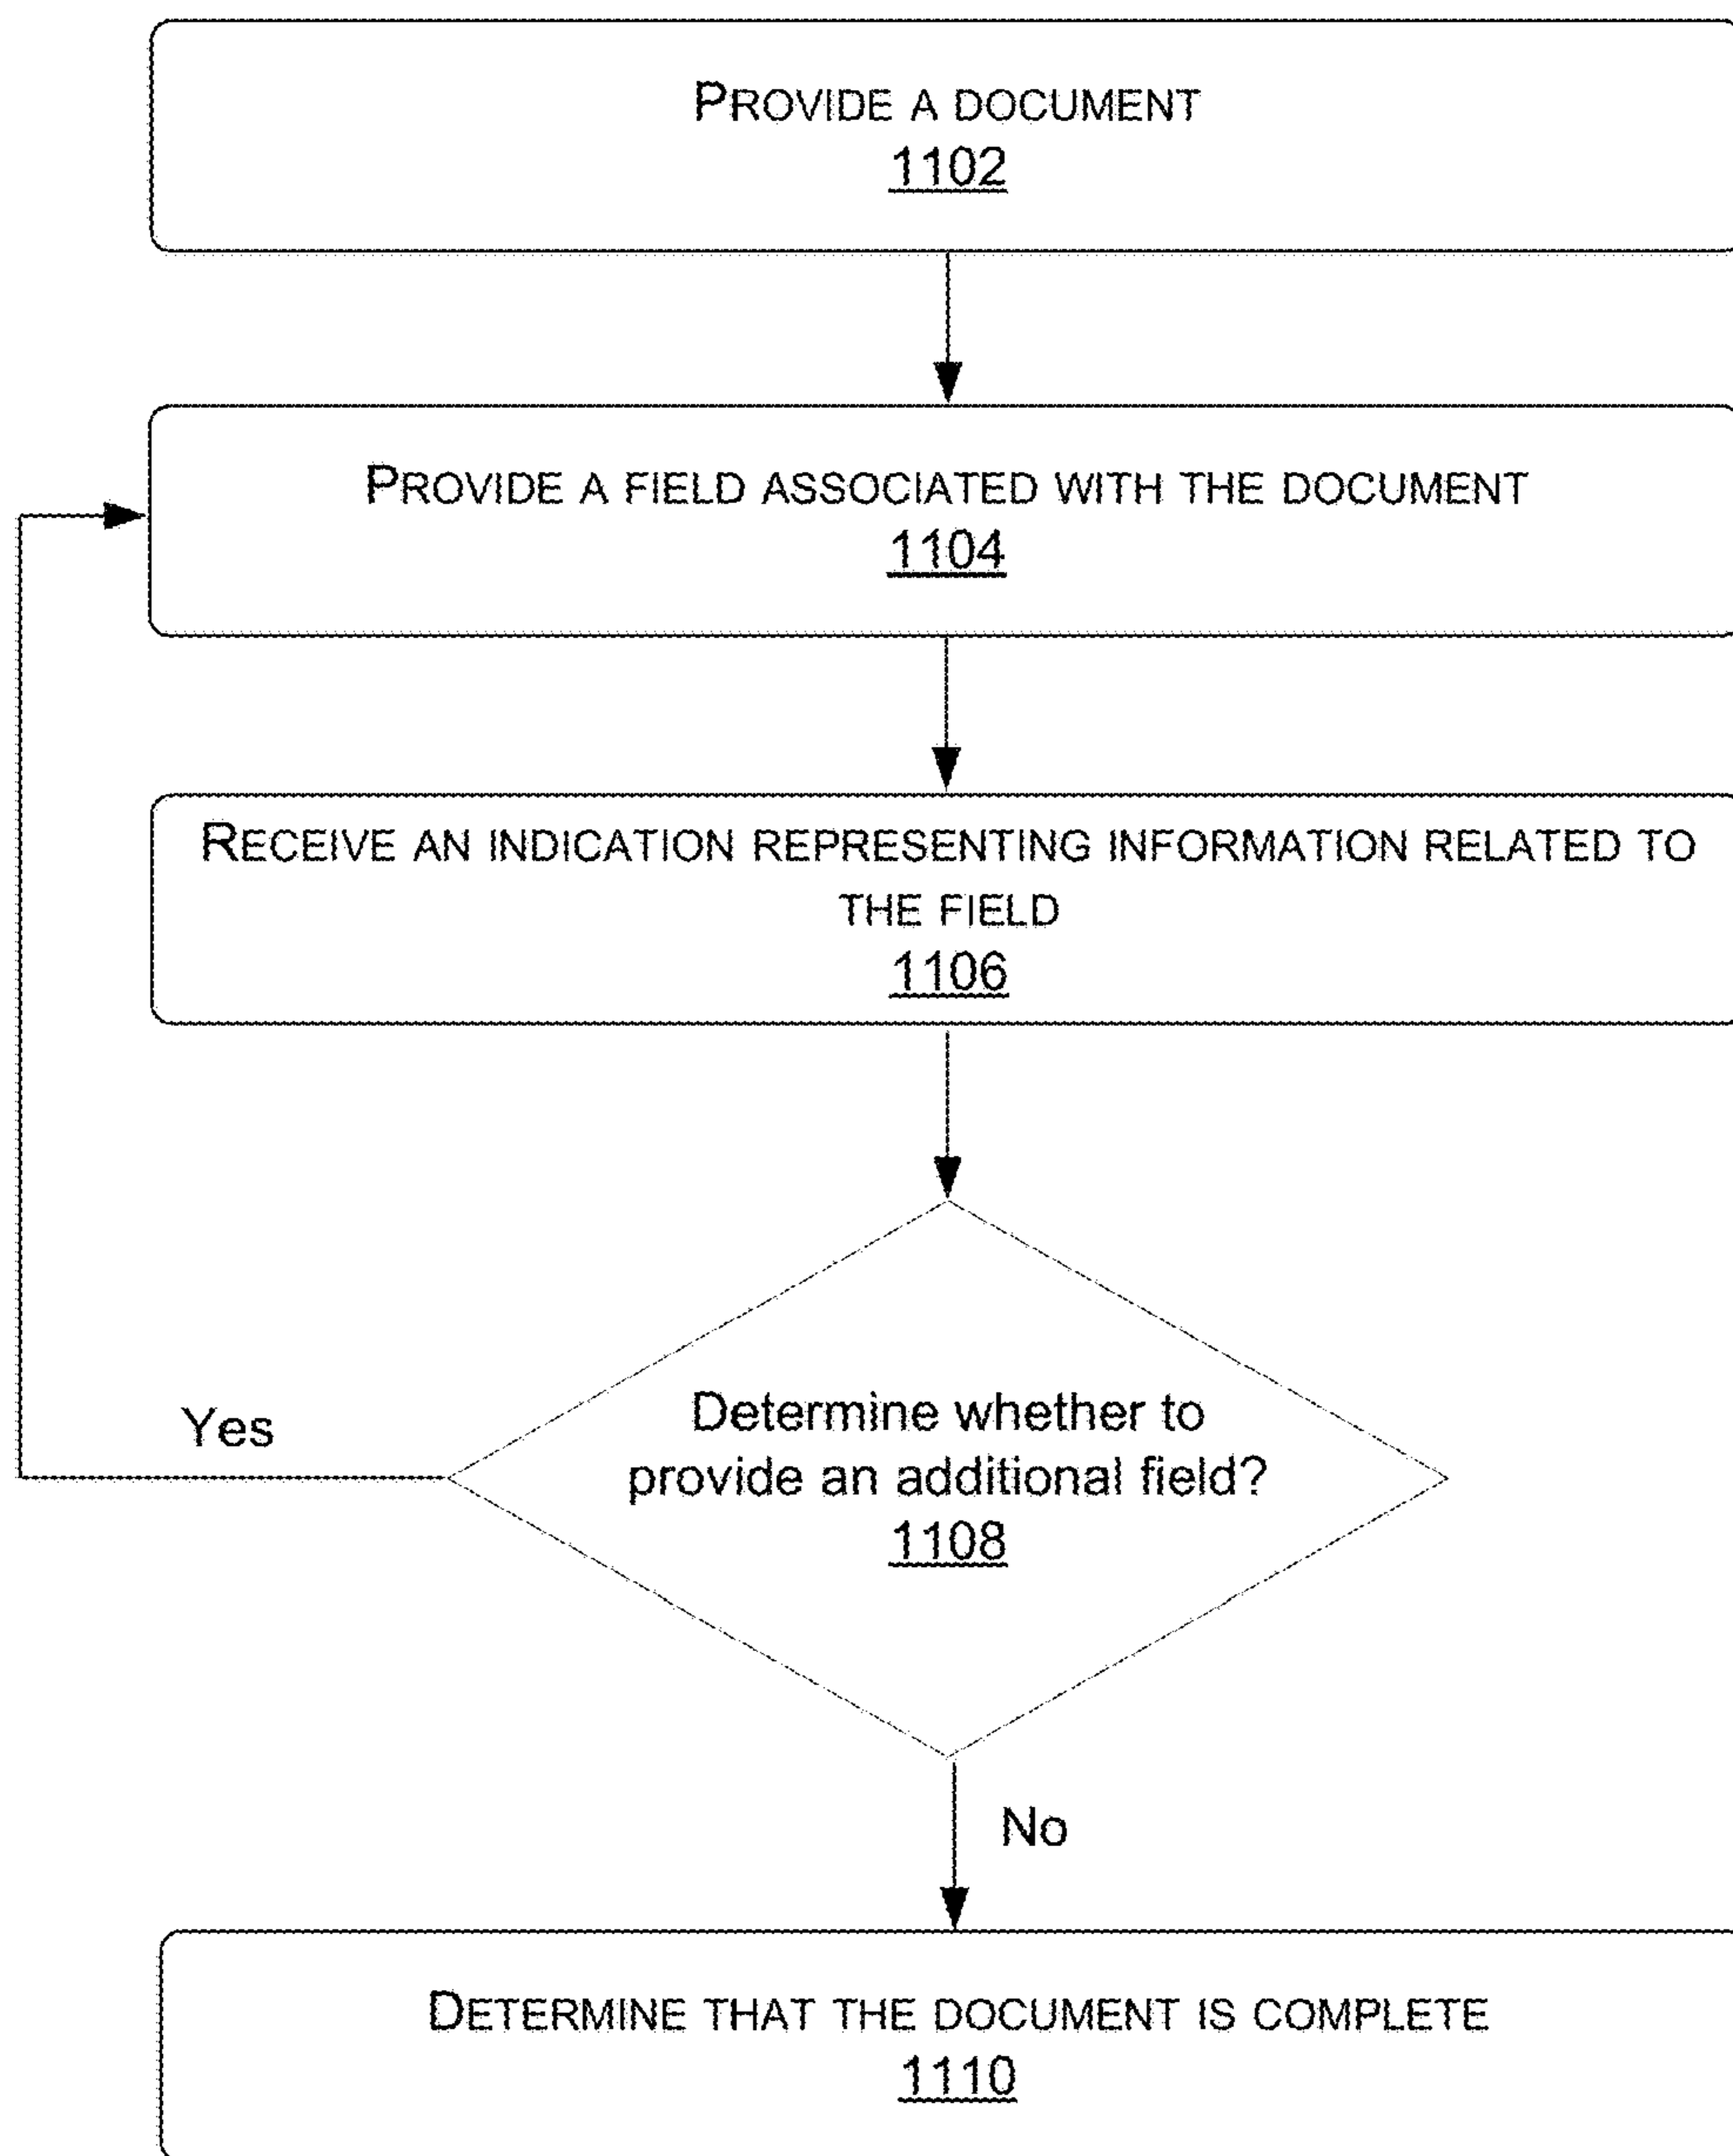 PROVIDE A DOCUMENT
1102
PROVIDE A FIELD ASSOCIATED WITH THE DOCUMENT
1104
RECEIVE AN INDICATION REPRESENTING INFORMATION RELATED TO
THE FIELD
1106
Yes
Determine whether to
provide an additional field?
1108
No
DETERMINE THAT THE DOCUMENT IS COMPLETE
1110